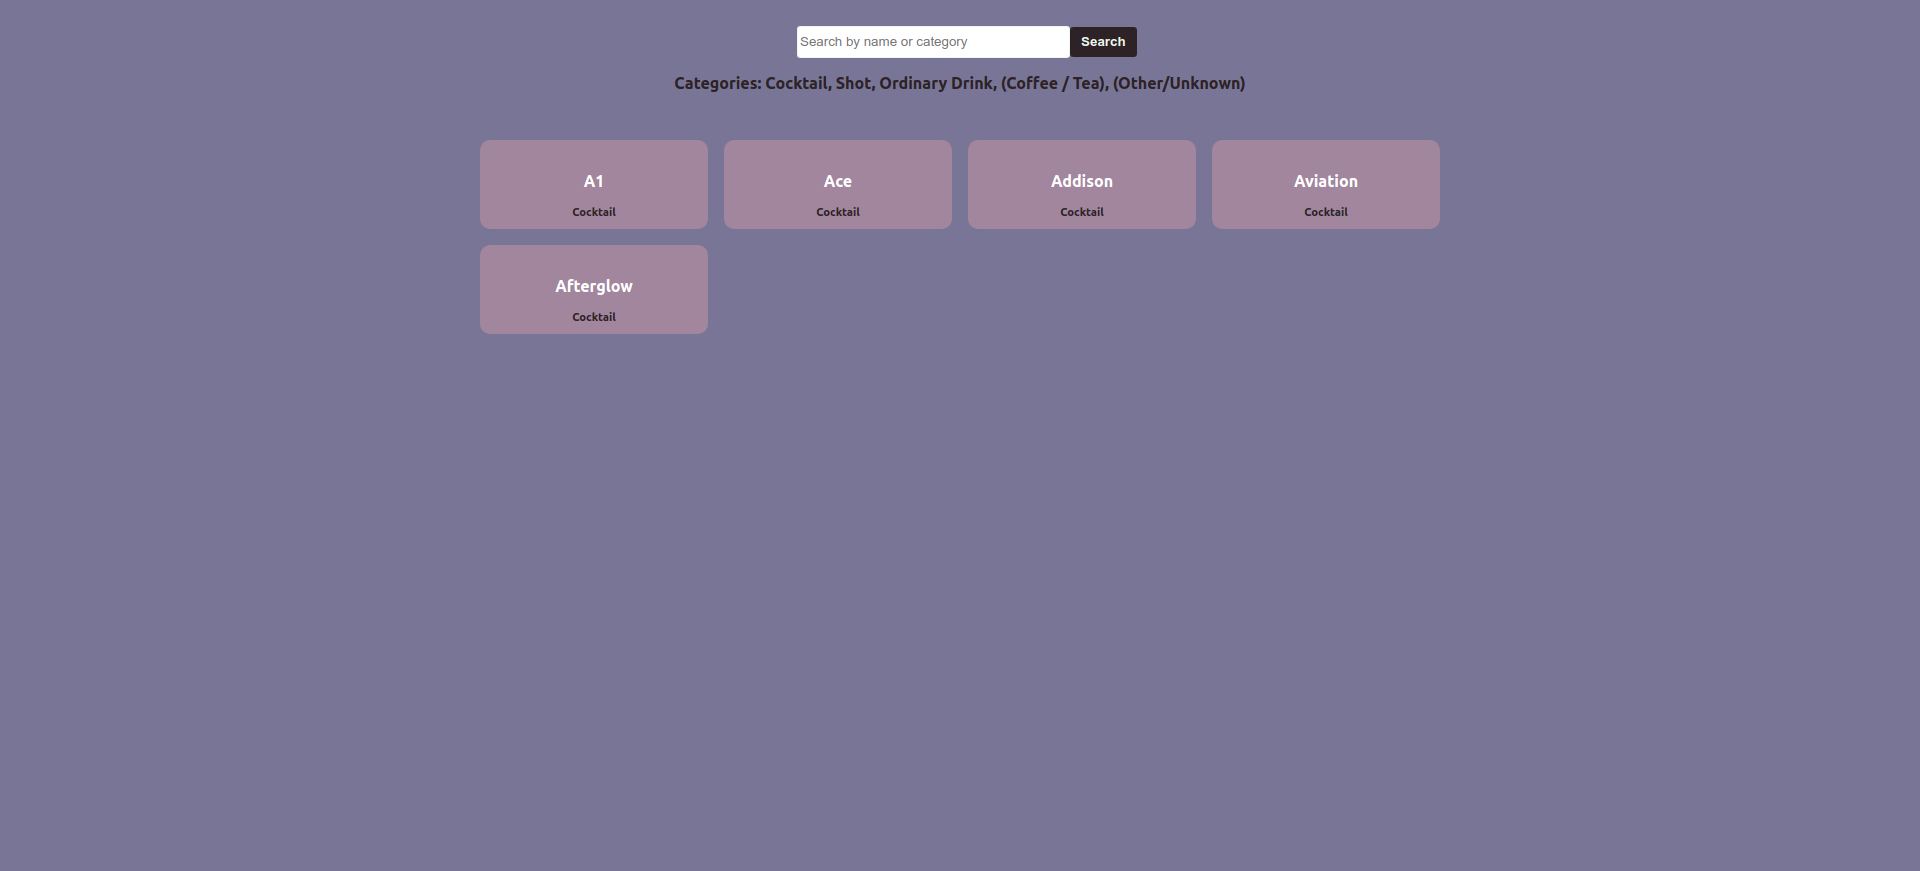 Search by name or category Search
Categories: Cocktail, Shot, Ordinary Drink, (Coffee / Tea), (Other/Unknown)
A1
Cocktail
Ace
Cocktail
Addison
Cocktail
Aviation
Cocktail
Afterglow
Cocktail